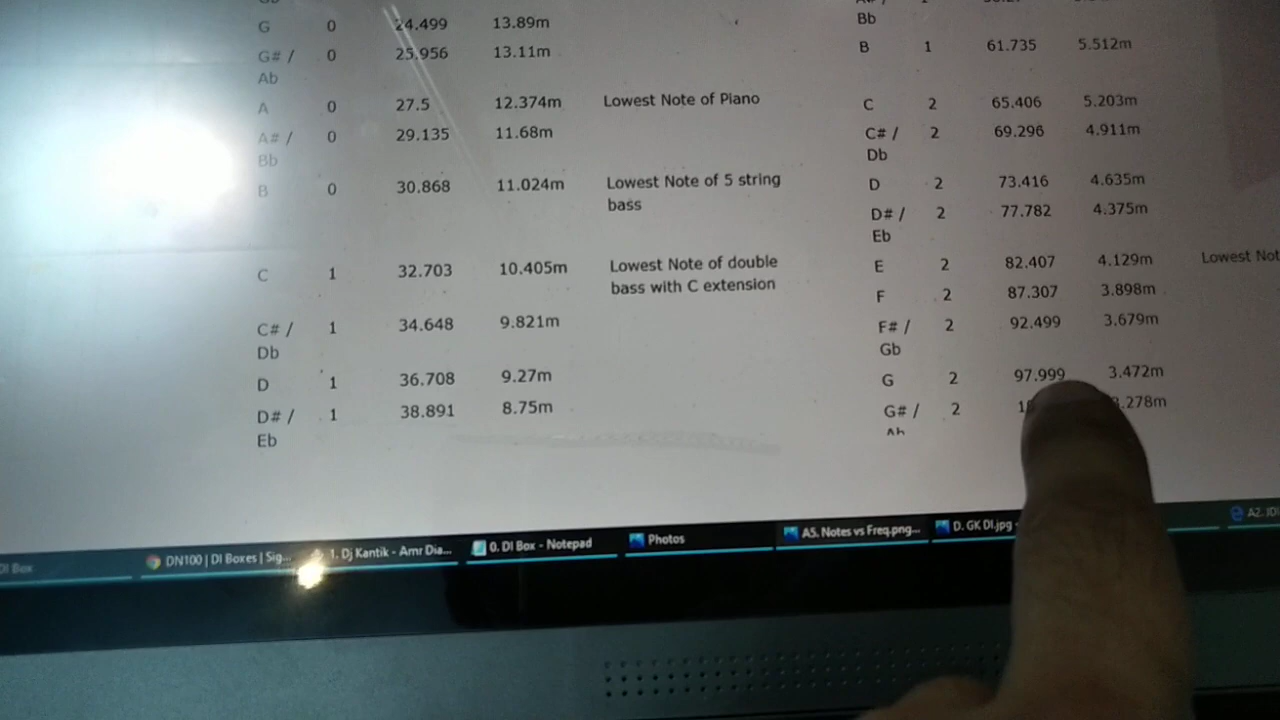 G 0 24.499 13.89m
G# / 0 25.956 13.11m
Ab
A 0 27.5 12.374m Lowest Note of Piano
A# / 0 29.135 11.68m
Bb
B 0 30.868 11.024m Lowest Note of 5 string
bass
C 1 32.703 10.405m Lowest Note of double
bass with C extension
C# / 1 34.648 9.821m
Db
D 1 36.708 9.27m
D# / 1 38.891 8.75m
Eb
Bb
B 1 61.735 5.512m
C 2 65.406 5.203m
C# / 2 69.296 4.911m
Db
D 2 73.416 4.635m
D# / 2 77.782 4.375m
Eb
E 2 82.407 4.129m Lowest Not
F 2 87.307 3.898m
F# / 2 92.499 3.679m
Gb
G 2 97.999 3.472m
G# / 2 .278m
Ab
DI Box DN100 | DI Boxes | Sig... 1. Dj Kantik - Amr Dia... 0. DI Box - Notepad Photos A5. Notes vs Freq.png... D. GK DI.jpg - A2. JDI